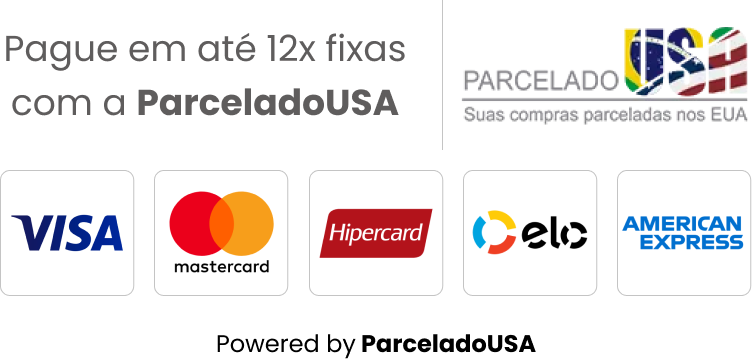 Pague em até 12x fixas
com a ParceladoUSA
PARCELADO USA
Suas compras parceladas nos EUA
VISA
mastercard
Hipercard
elo
AMERICAN
EXPRESS
Powered by ParceladoUSA